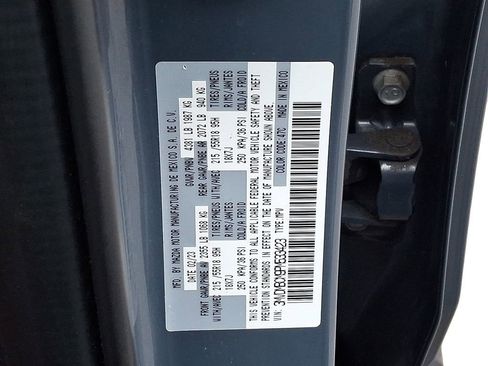 MFD. BY MAZDA MOTOR MANUFACTURING DE MEXICO S.A. DE C.V.
DATE: 02/23 GVWR/PNBV 4381 LB 1987 KG
FRONT GAWR/PNBE AV 2355 LB 1068 KG REAR GAWR/PNBE AR 2072 LB 940 KG
WITH/AVEC 215 /55R18 95H TIRES/PNEUS WITH/AVEC 215 /55R18 95H TIRES/PNEUS
18X7J RIMS/JANTES 18X7J RIMS/JANTES
250 KPA/36 PSI COLD/A FROID 250 KPA/36 PSI COLD/A FROID
THIS VEHICLE CONFORMS TO ALL APPLICABLE FEDERAL MOTOR VEHICLE SAFETY AND THEFT
PREVENTION STANDARDS IN EFFECT ON THE DATE OF MANUFACTURE SHOWN ABOVE.
VIN: TYPE: MPV COLOR CODE: 47C MADE IN MEXICO